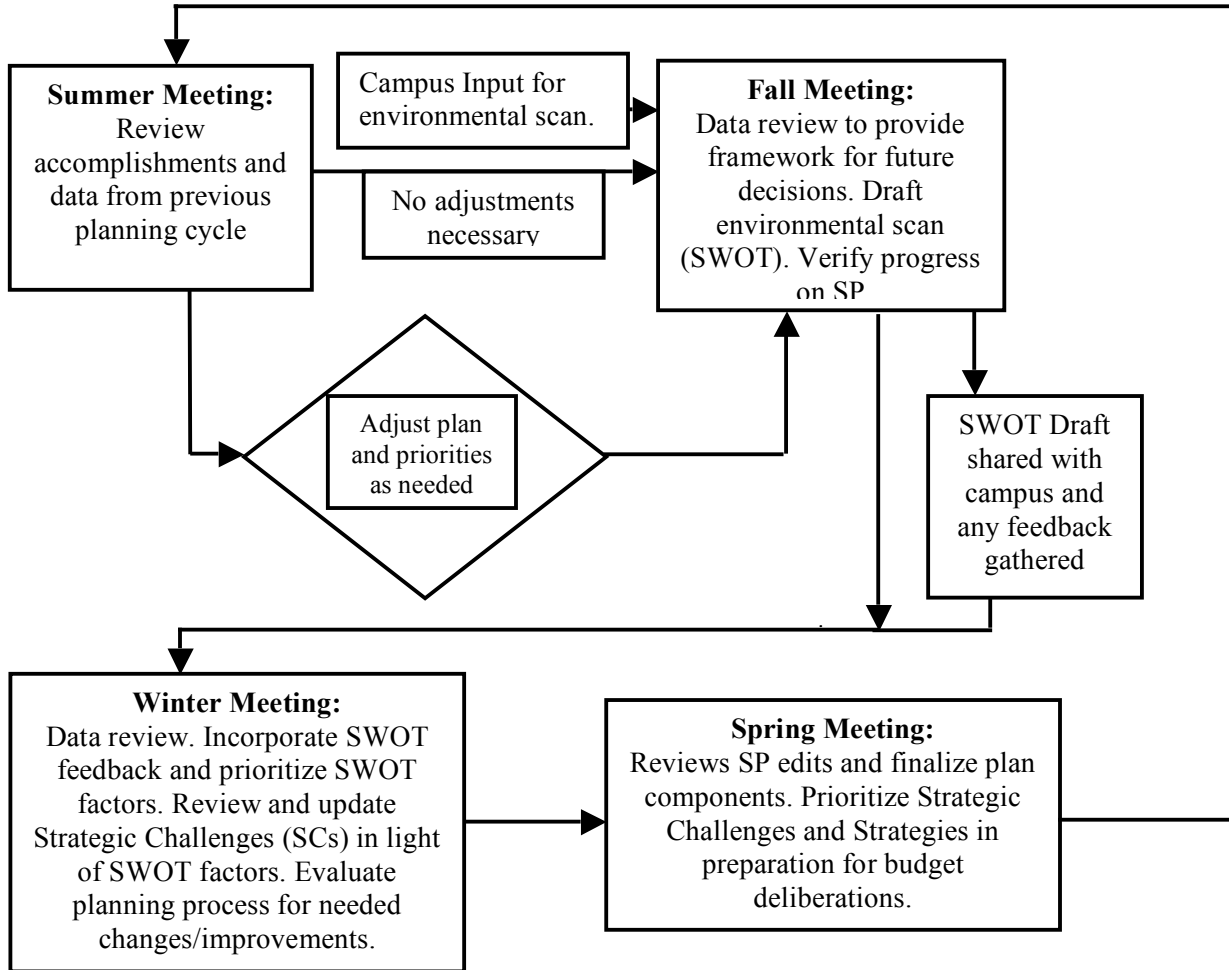 Summer Meeting:
Review
accomplishments and
data from previous
planning cycle
Campus Input for
environmental scan.
No adjustments
necessary
Fall Meeting:
Data review to provide
framework for future
decisions. Draft
environmental scan
(SWOT). Verify progress
on SP
Adjust plan
and priorities
as needed
SWOT Draft
shared with
campus and
any feedback
gathered
Winter Meeting:
Data review. Incorporate SWOT
feedback and prioritize SWOT
factors. Review and update
Strategic Challenges (SCs) in light
of SWOT factors. Evaluate
planning process for needed
changes/improvements.
Spring Meeting:
Reviews SP edits and finalize plan
components. Prioritize Strategic
Challenges and Strategies in
preparation for budget
deliberations.